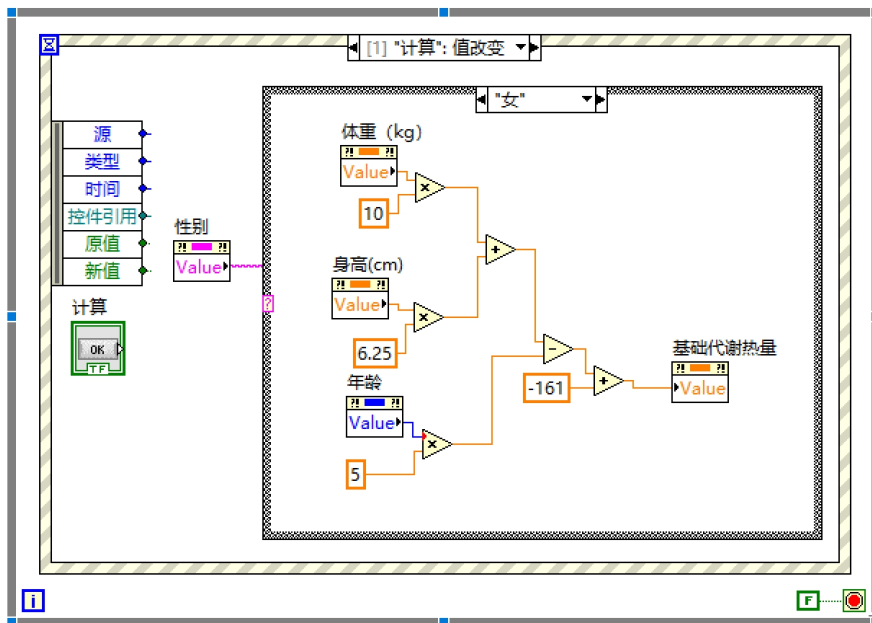 [1] "计算": 值改变
"女"
源
类型
时间
控件引用
原值
新值
计算
OK
TF
性别
?! ?!
Value
?
体重（kg）
?! ?!
Value
×
10
+
身高(cm)
?! ?!
Value
×
6.25
年龄
?! ?!
Value
×
5
-
-161
+
基础代谢热量
?! ?!
Value
i
F